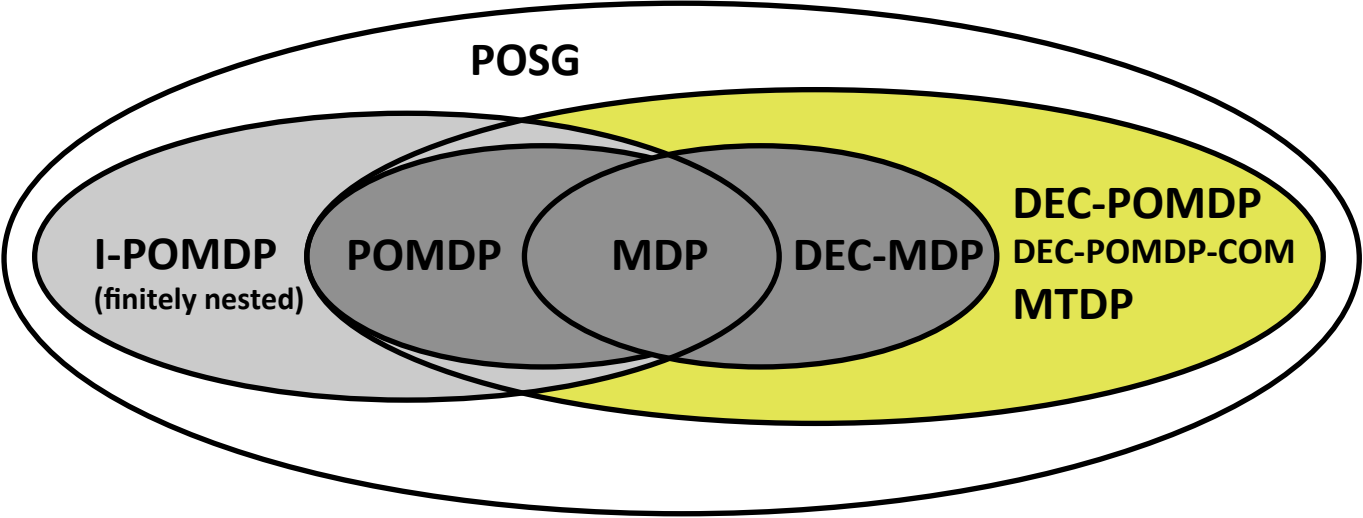 POSG
I-POMDP
(finitely nested)
POMDP
MDP
DEC-MDP
DEC-POMDP
DEC-POMDP-COM
MTDP